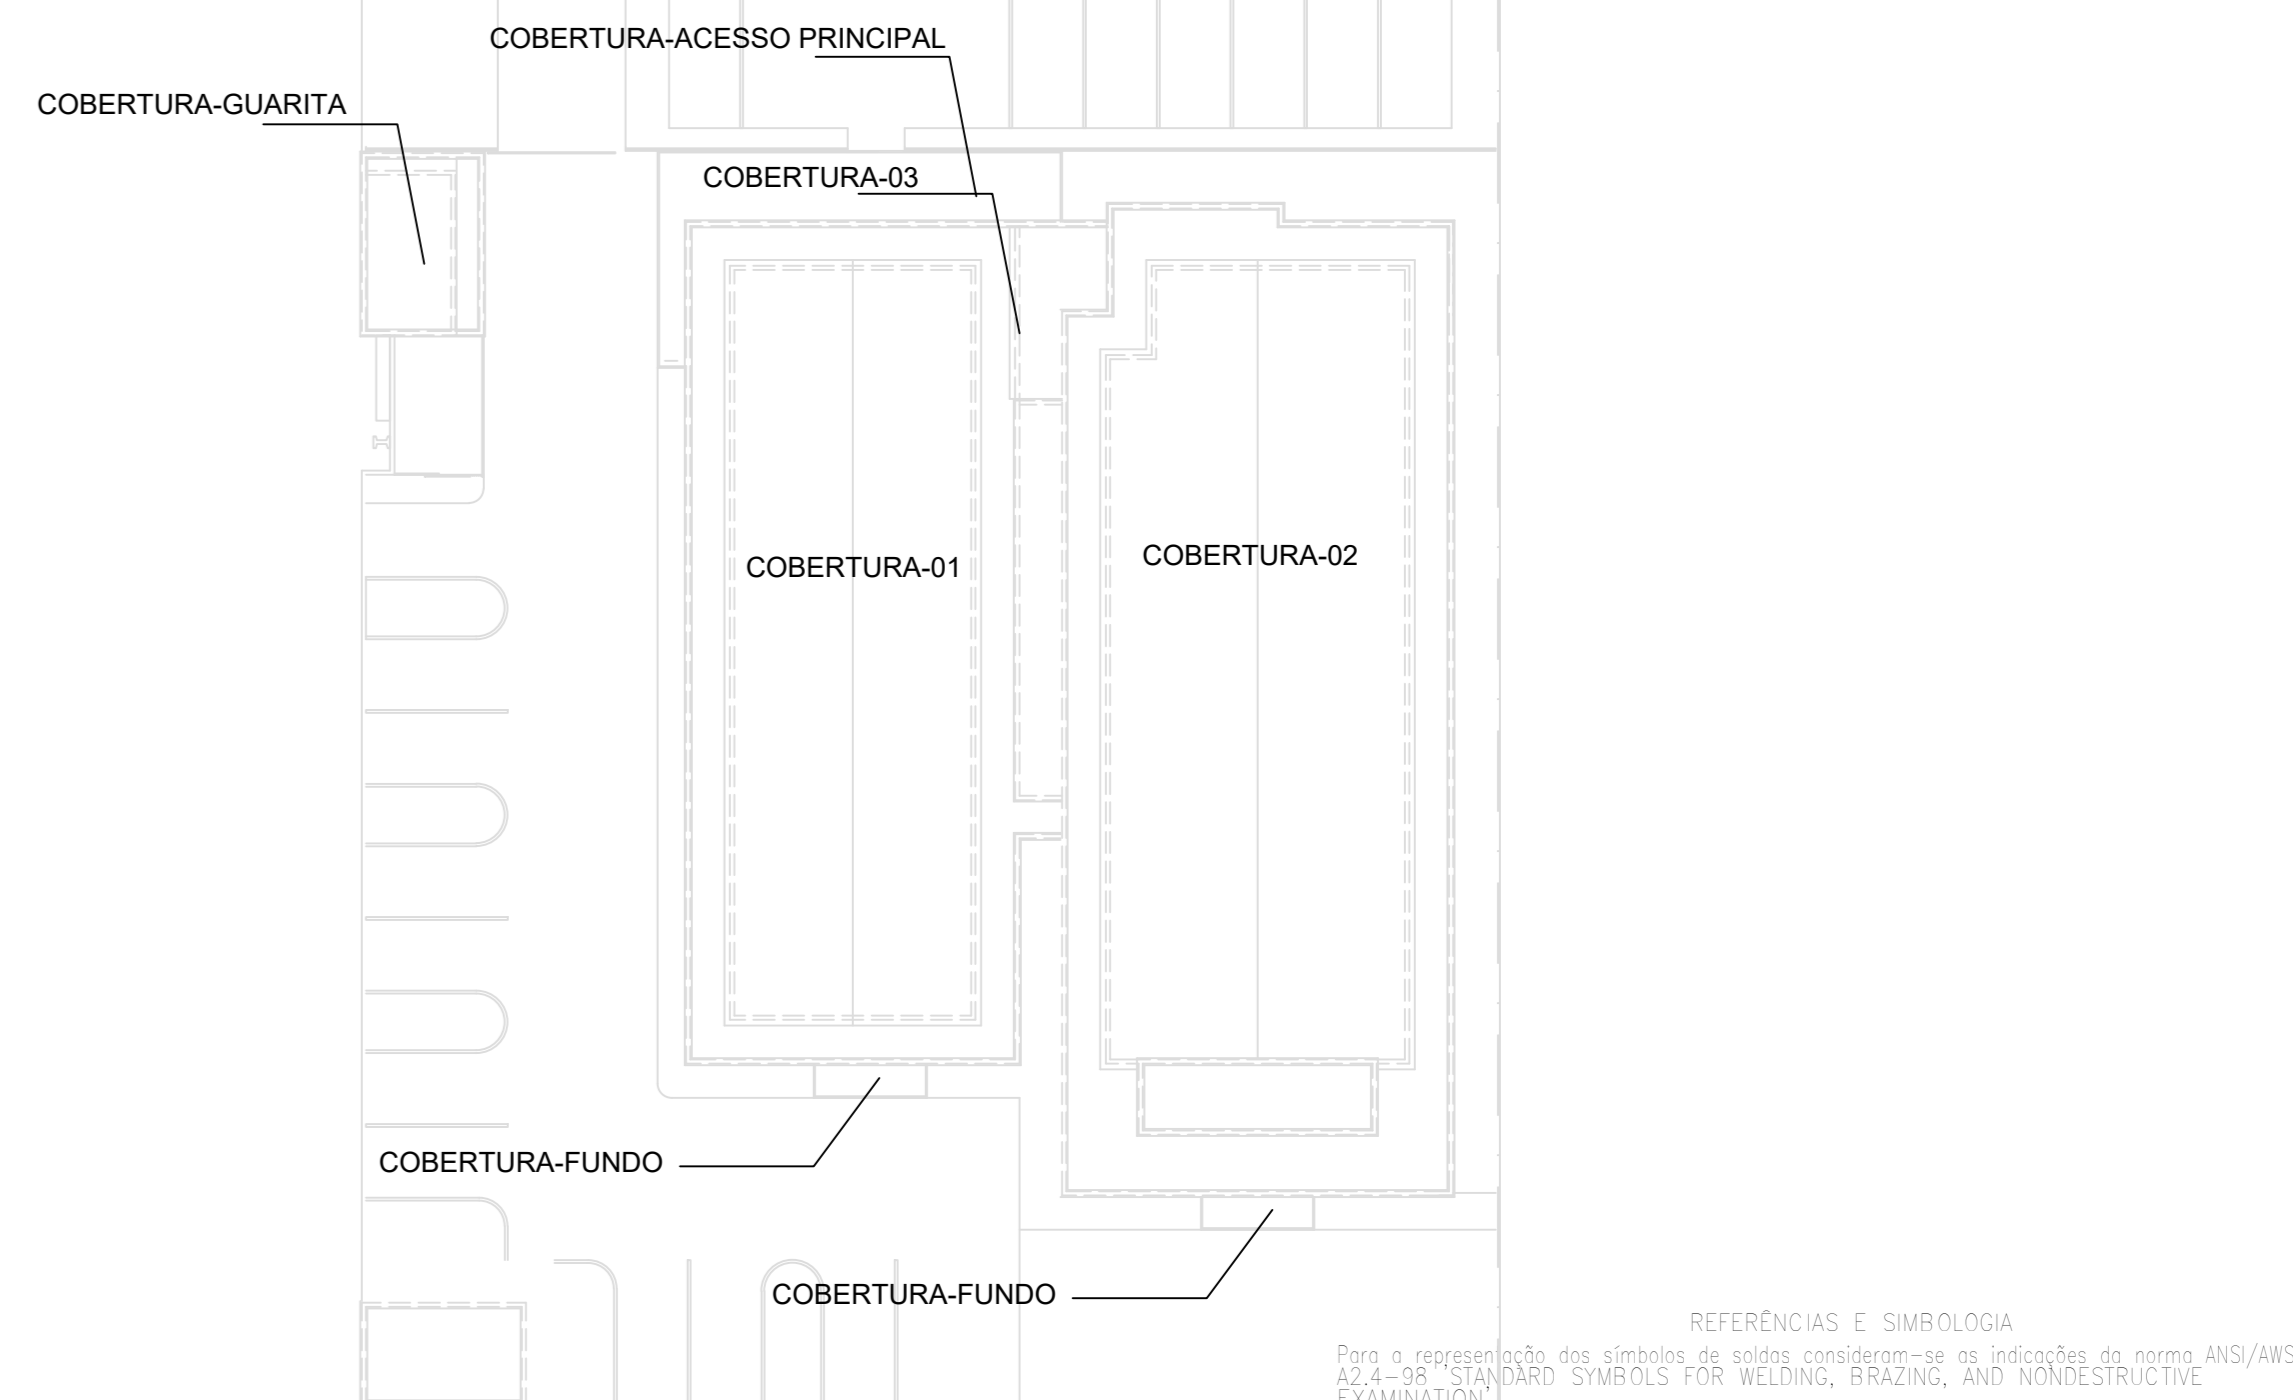 COBERTURA-ACESSO PRINCIPAL
COBERTURA-GUARITA
COBERTURA-03
COBERTURA-01
COBERTURA-02
COBERTURA-FUNDO
COBERTURA-FUNDO
REFERÊNCIAS E SIMBOLOGIA
Para a representação dos símbolos de soldas consideram-se as indicações da norma ANSI/AWS
A2.4-98 "STANDARD SYMBOLS FOR WELDING, BRAZING, AND NONDESTRUCTIVE
EXAMINATION"